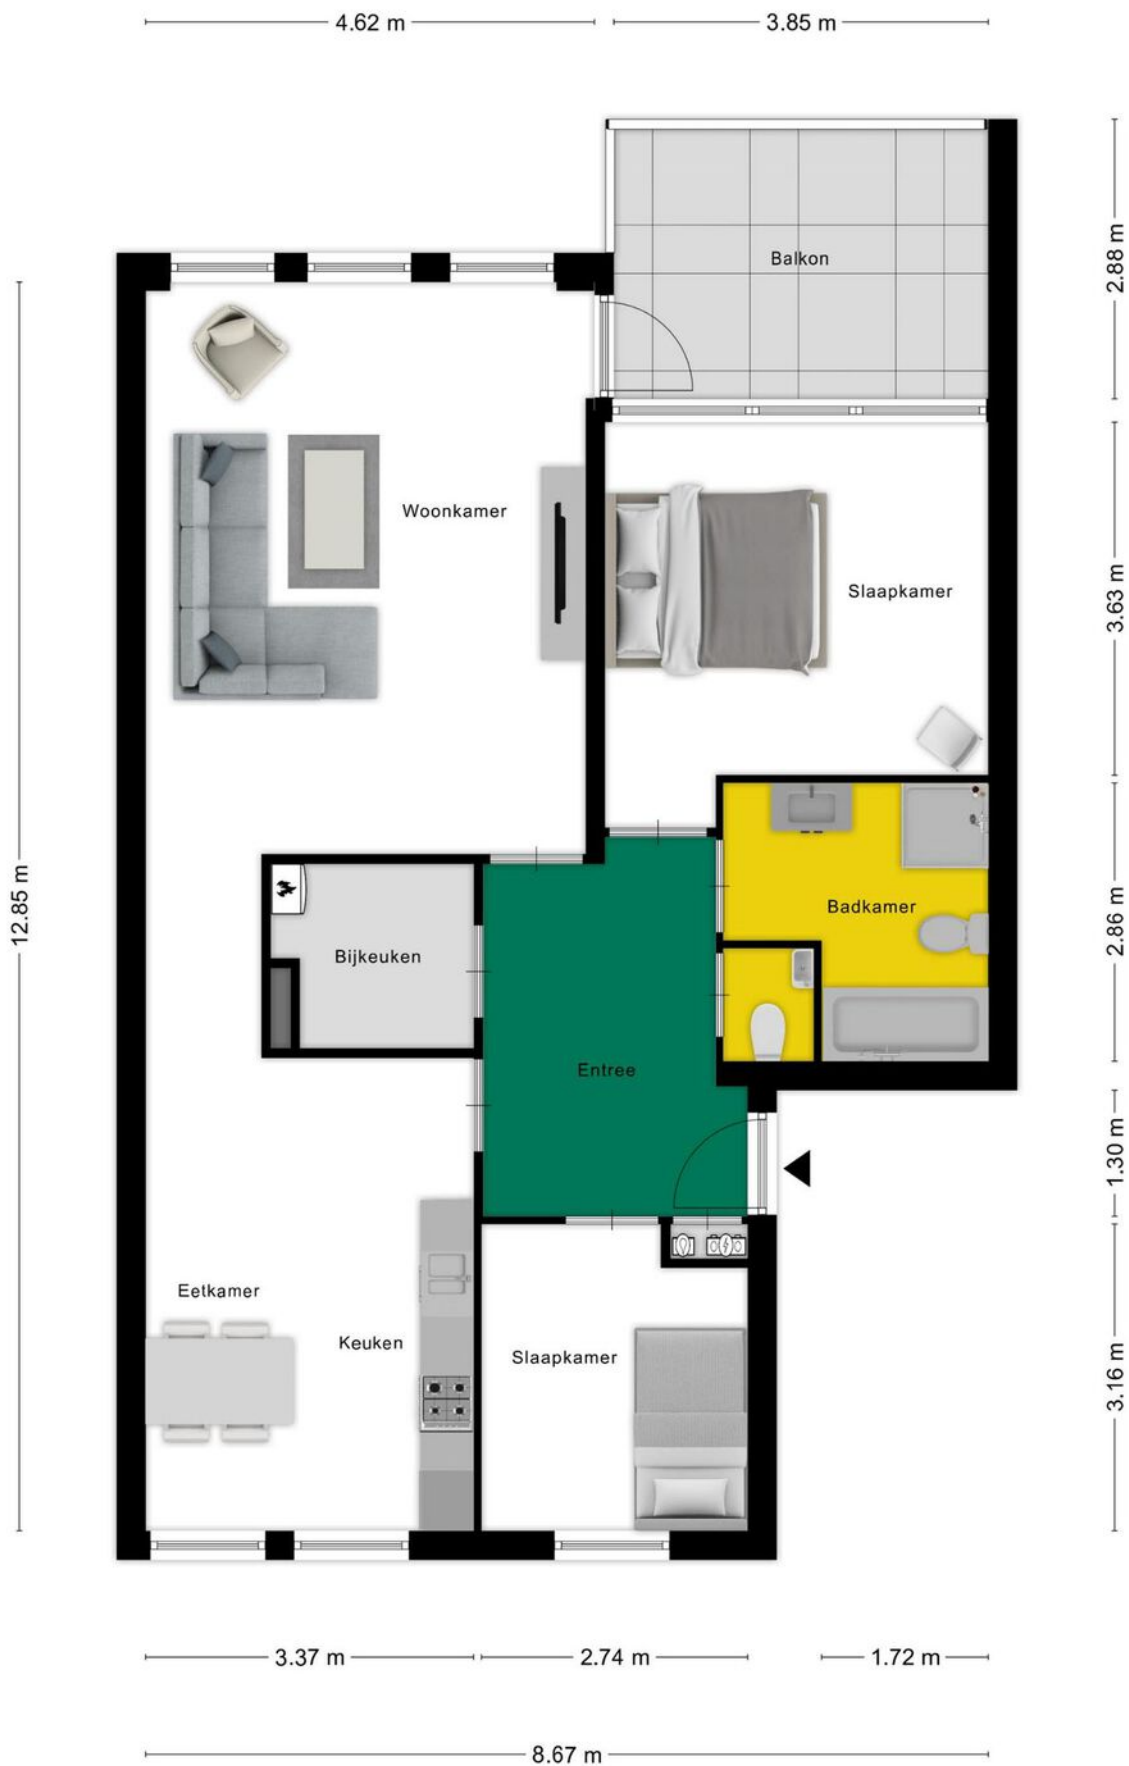 4.62 m
3.85 m
Balkon
2.88 m
Woonkamer
Slaapkamer
3.63 m
12.85 m
Badkamer
2.86 m
Bijkeuken
Entree
1.30 m
Eetkamer
Keuken
Slaapkamer
3.16 m
3.37 m
2.74 m
1.72 m
8.67 m